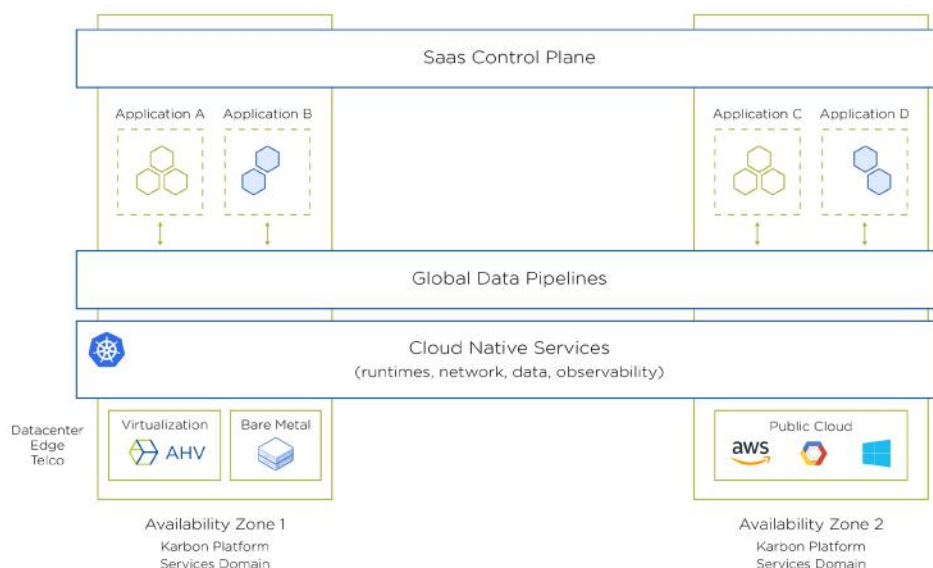 Saas Control Plane
Application A
Application B
Application C
Application D
Global Data Pipelines
Cloud Native Services
(runtimes, network, data, observability)
Datacenter
Edge
Telco
Virtualization
AHV
Bare Metal
Public Cloud
aws
Availability Zone 1
Karbon Platform
Services Domain
Availability Zone 2
Karbon Platform
Services Domain